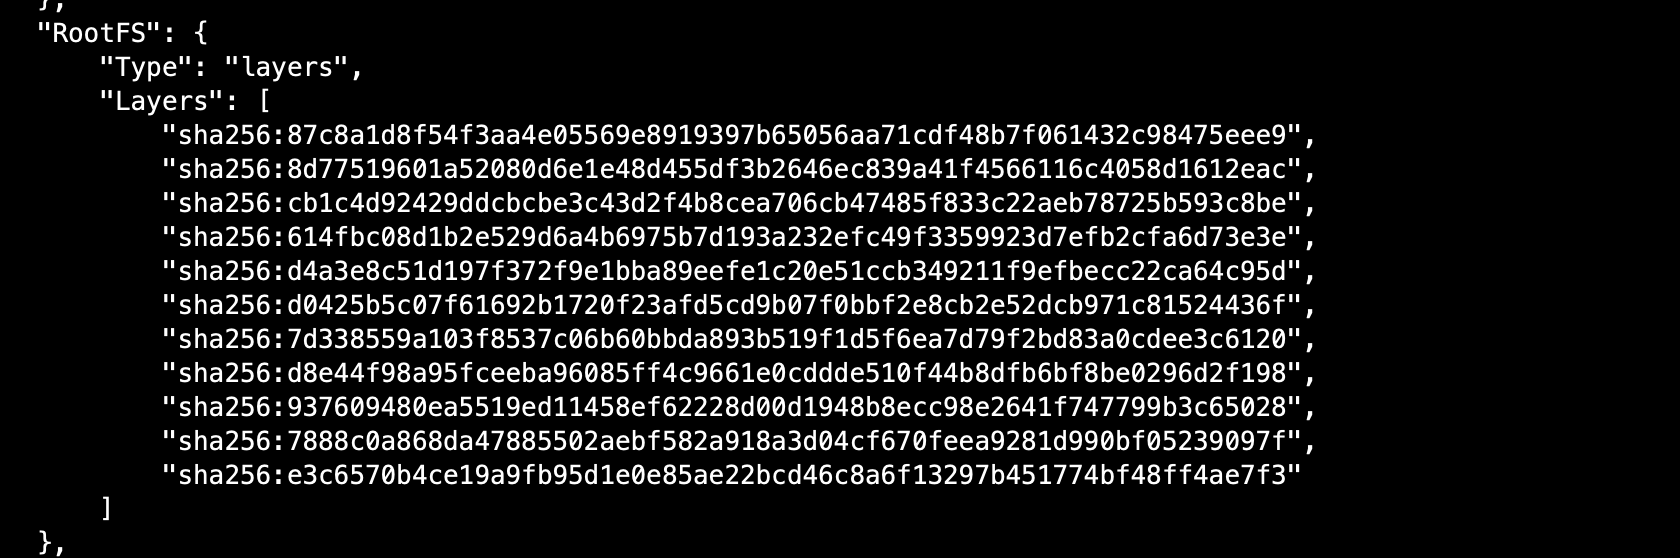 },
"RootFS": {
"Type": "layers",
"Layers": [
"sha256:87c8a1d8f54f3aa4e05569e8919397b65056aa71cdf48b7f061432c98475eee9",
"sha256:8d77519601a52080d6e1e48d455df3b2646ec839a41f4566116c4058d1612eac",
"sha256:cb1c4d92429ddcbcbe3c43d2f4b8cea706cb47485f833c22aeb78725b593c8be",
"sha256:614fbc08d1b2e529d6a4b6975b7d193a232efc49f3359923d7efb2cfa6d73e3e",
"sha256:d4a3e8c51d197f372f9e1bba89eefe1c20e51ccb349211f9efbecc22ca64c95d",
"sha256:d0425b5c07f61692b1720f23afd5cd9b07f0bbf2e8cb2e52dcb971c81524436f",
"sha256:7d338559a103f8537c06b60bbda893b519f1d5f6ea7d79f2bd83a0cdee3c6120",
"sha256:d8e44f98a95fceeba96085ff4c9661e0cddde510f44b8dfb6bf8be0296d2f198",
"sha256:937609480ea5519ed11458ef62228d00d1948b8ecc98e2641f747799b3c65028",
"sha256:7888c0a868da47885502aebf582a918a3d04cf670feea9281d990bf05239097f",
"sha256:e3c6570b4ce19a9fb95d1e0e85ae22bcd46c8a6f13297b451774bf48ff4ae7f3"
]
},